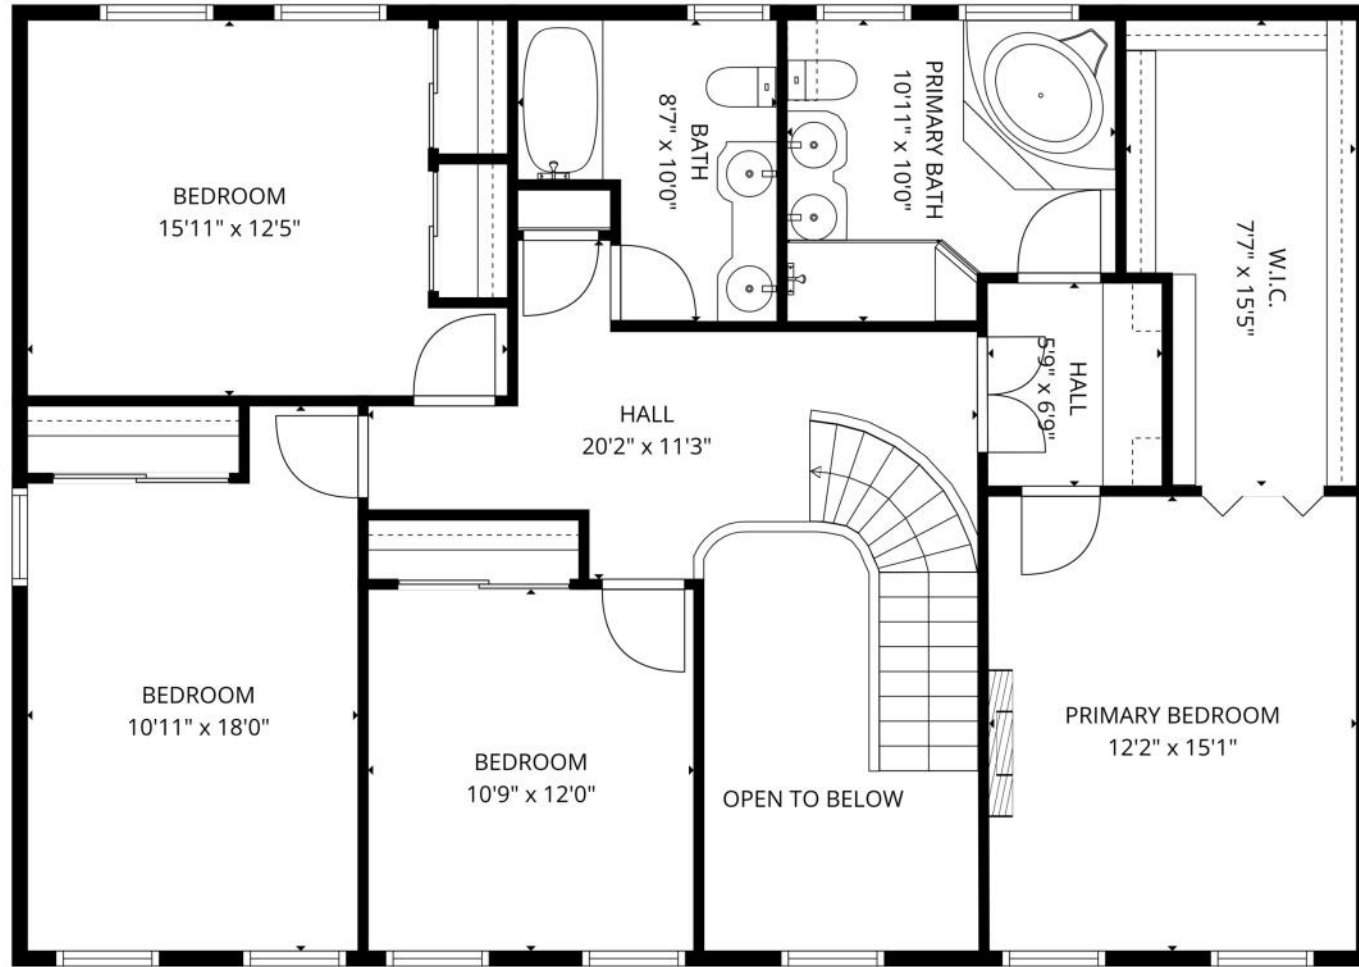 BEDROOM
15'11" x 12'5"
BATH
8'7" x 10'0"
PRIMARY BATH
10'11" x 10'0"
W.I.C.
7'7" x 15'5"
HALL
5'9" x 6'9"
HALL
20'2" x 11'3"
BEDROOM
10'11" x 18'0"
BEDROOM
10'9" x 12'0"
OPEN TO BELOW
PRIMARY BEDROOM
12'2" x 15'1"